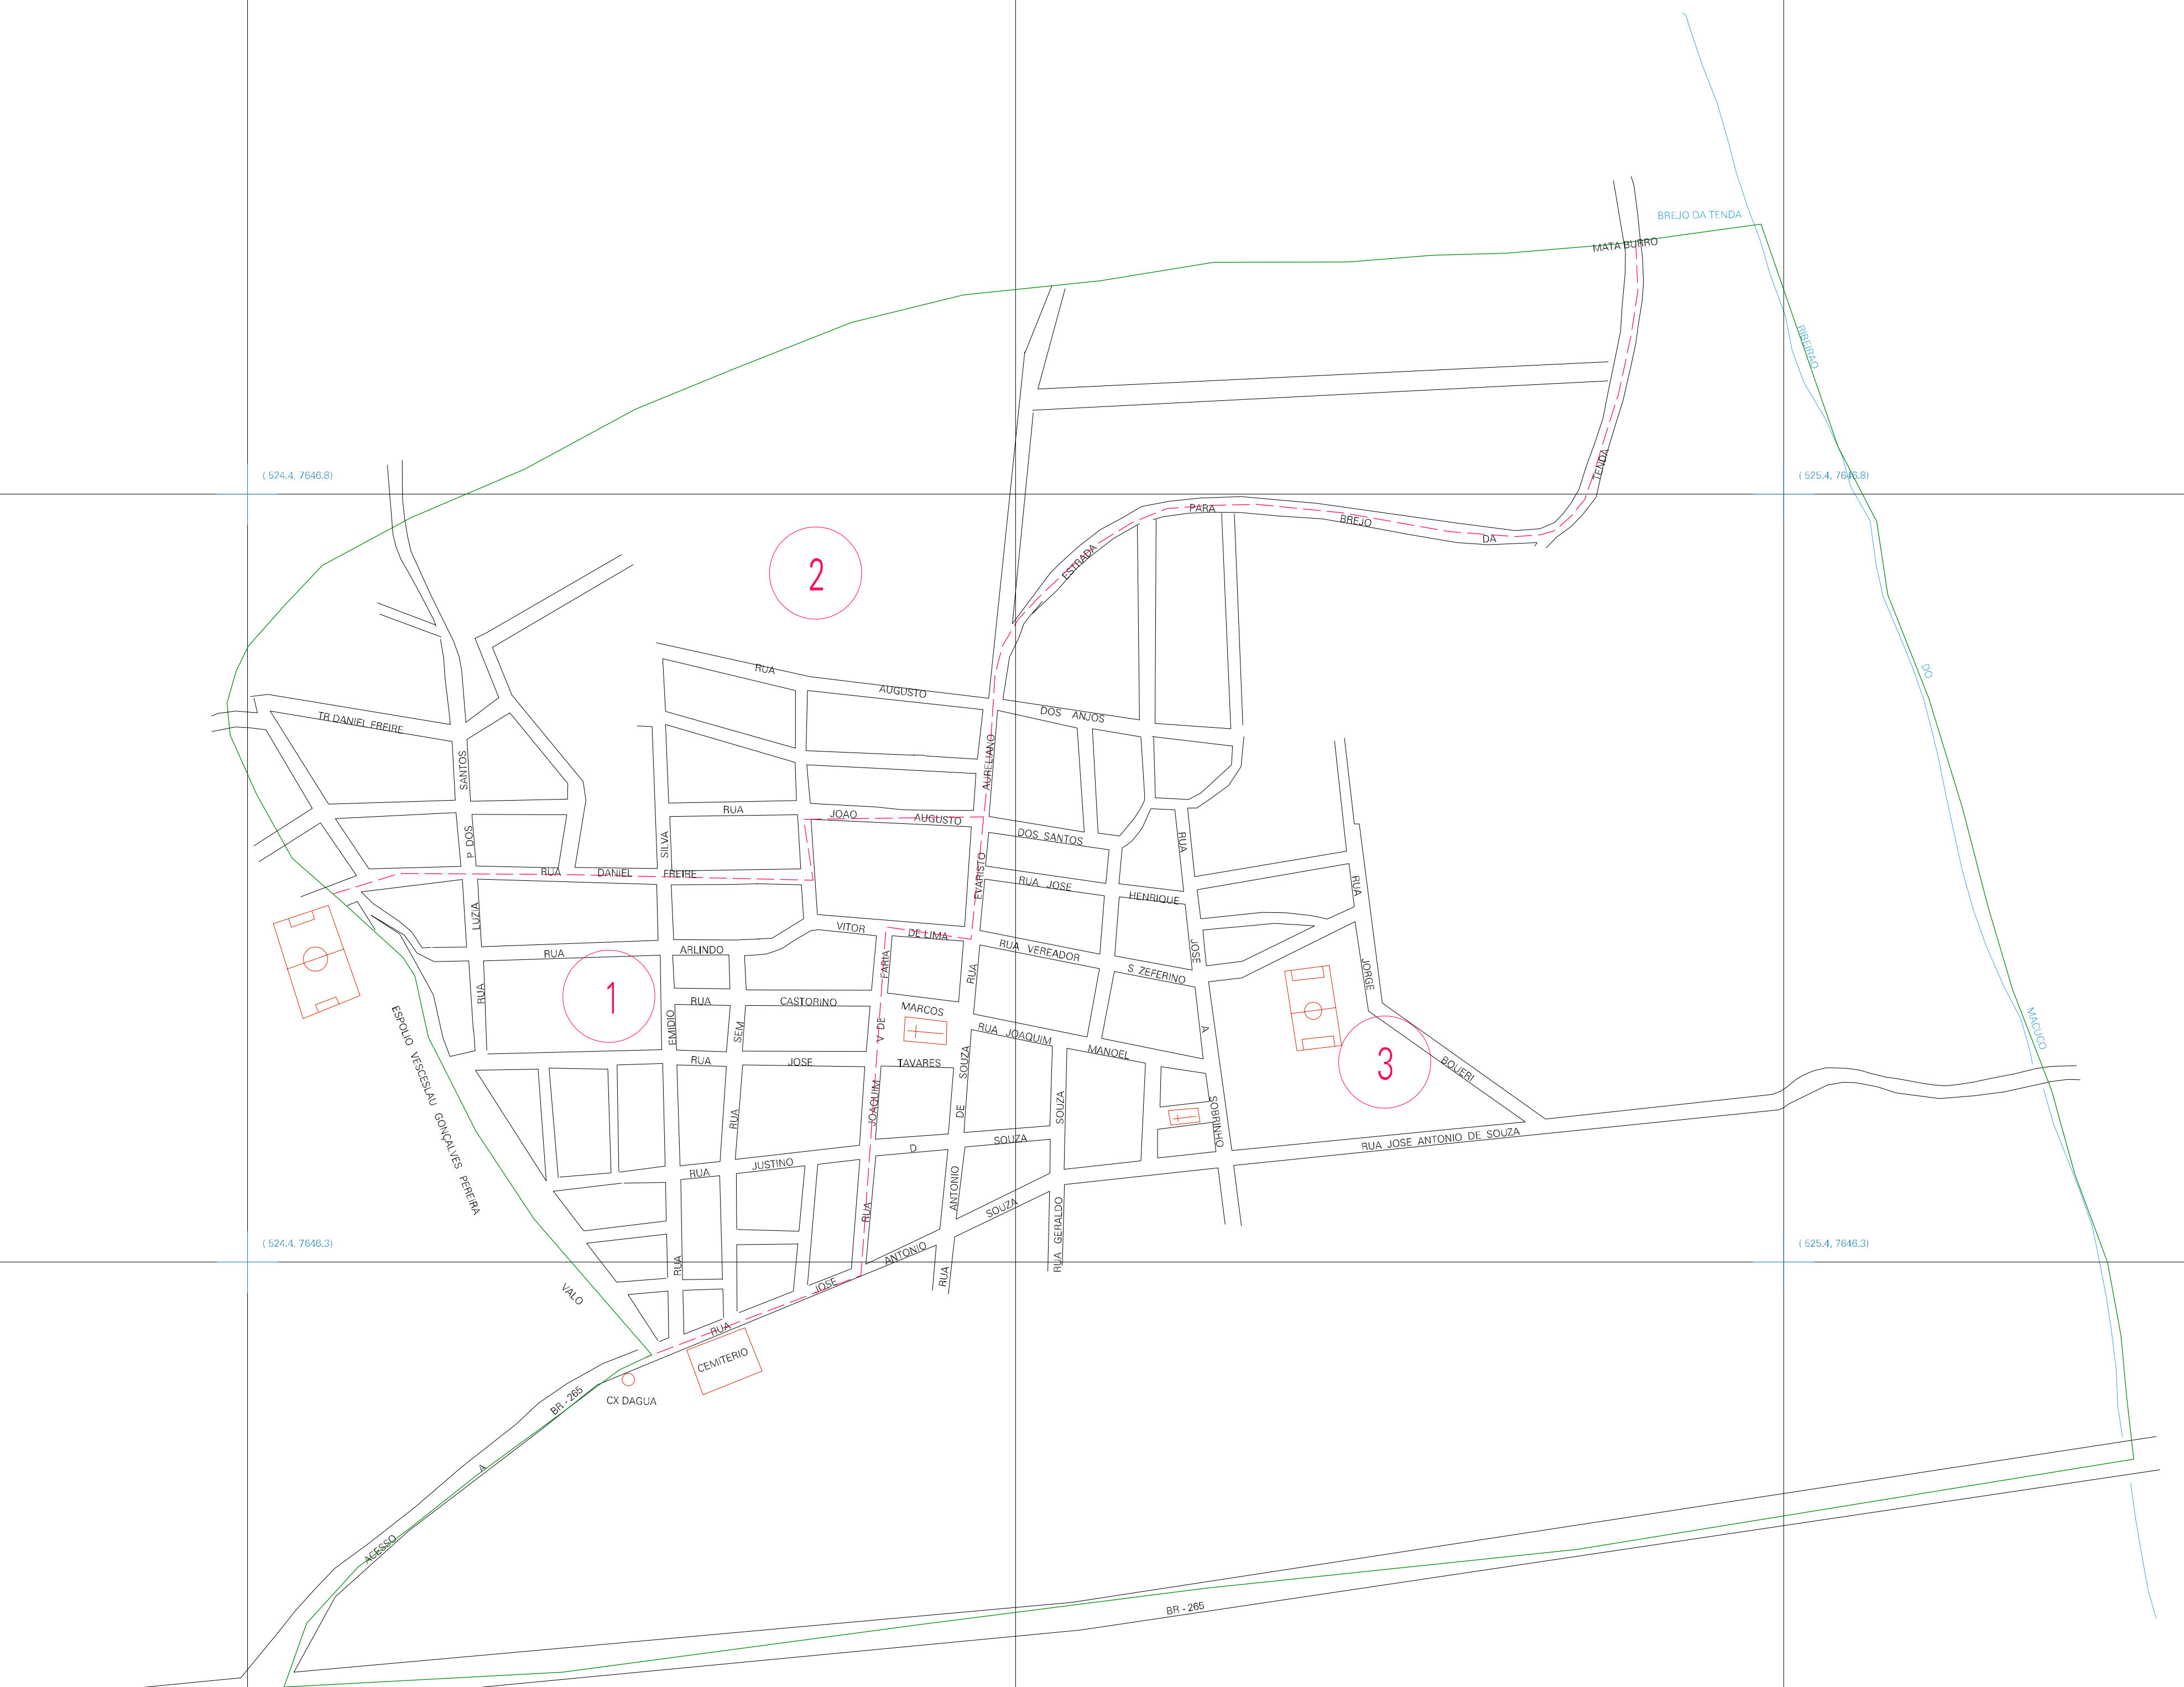 BREJO DA TENDA
MATA BURRO
RIBEIRAO
( 524.4, 7646.8)
( 525.4, 7646.8)
TENDA
PARA
BREJO
DA
ESTRADA
2
RUA
AUGUSTO
DOS ANJOS
DO
TR DANIEL FREIRE
SANTOS
AURELIANO
RUA
JOAO
AUGUSTO
DOS SANTOS
P DOS
SILVA
RUA
RUA
DANIEL
FREIRE
EVARISTO
RUA JOSE
HENRIQUE
RUA
LUZIA
VITOR
DE LIMA
RUA VEREADOR
S ZEFERINO
JOSE
RUA
ARLINDO
FARIA
RUA
JORGE
1
RUA
RUA
CASTORINO
MARCOS
EMIDIO
SEM
V DE
RUA JOAQUIM
MANOEL
A
MACUCO
ESPOLIO VESCESLAU GONÇALVES PEREIRA
RUA
JOSE
TAVARES
SOUZA
3
BOUERI
RUA
JOAQUIM
DE
SOUZA
SOBRINHO
RUA
JUSTINO
D
SOUZA
RUA JOSE ANTONIO DE SOUZA
ANTONIO
RUA
SOUZA
RUA GERALDO
( 524.4, 7646.3)
( 525.4, 7646.3)
RUA
VALO
RUA
JOSE
ANTONIO
RUA
CEMITERIO
CX DAGUA
BR - 265
A
ACESSO
BR - 265